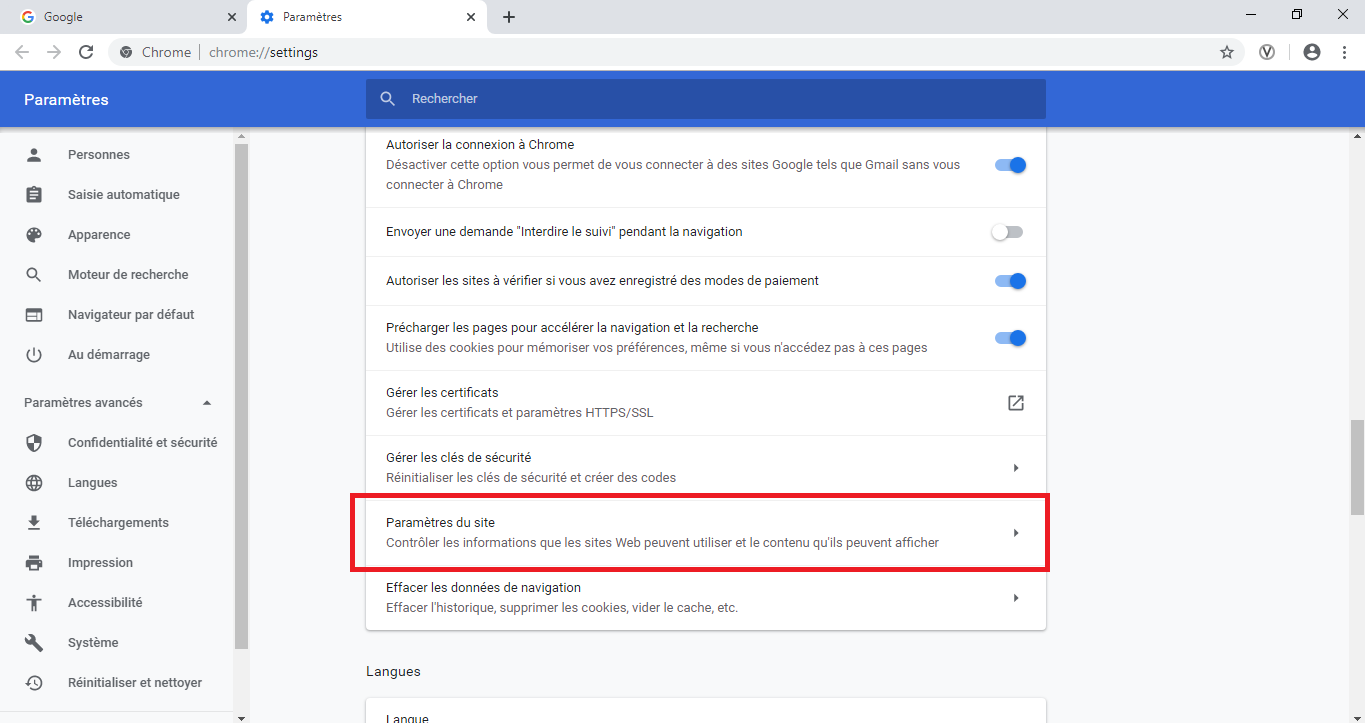 Google
Paramètres
Chrome
chrome://settings
Paramètres
Rechercher
Personnes
Saisie automatique
Apparence
Moteur de recherche
Navigateur par défaut
Au démarrage
Paramètres avancés
Confidentialité et sécurité
Langues
Téléchargements
Impression
Accessibilité
Système
Réinitialiser et nettoyer
Autoriser la connexion à Chrome
Désactiver cette option vous permet de vous connecter à des sites Google tels que Gmail sans vous
connecter à Chrome
Envoyer une demande "Interdire le suivi" pendant la navigation
Autoriser les sites à vérifier si vous avez enregistré des modes de paiement
Précharger les pages pour accélérer la navigation et la recherche
Utilise des cookies pour mémoriser vos préférences, même si vous n'accédez pas à ces pages
Gérer les certificats
Gérer les certificats et paramètres HTTPS/SSL
Gérer les clés de sécurité
Réinitialiser les clés de sécurité et créer des codes
Paramètres du site
Contrôler les informations que les sites Web peuvent utiliser et le contenu qu'ils peuvent afficher
Effacer les données de navigation
Effacer l'historique, supprimer les cookies, vider le cache, etc.
Langues
Langue